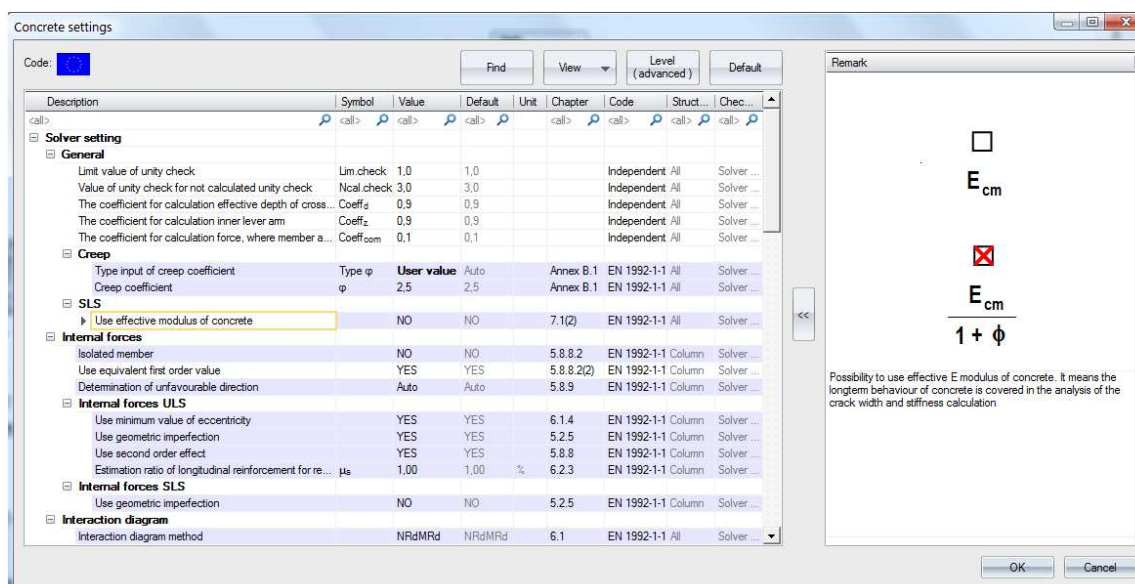 Concrete settings
Code:
Find
View
Level (advanced)
Default
Description Symbol Value Default Unit Chapter Code Struct... Chec...
<all> <all> <all> <all> <all> <all> <all> <all>
Solver setting
General
Limit value of unity check Lim.check 1,0 1,0 Independent All Solver ...
Value of unity check for not calculated unity check Ncal.check 3,0 3,0 Independent All Solver ...
The coefficient for calculation effective depth of cross... Coeffd 0,9 0,9 Independent All Solver ...
The coefficient for calculation inner lever arm Coeffz 0,9 0,9 Independent All Solver ...
The coefficient for calculation force, where member a... Coeffcom 0,1 0,1 Independent All Solver ...
Creep
Type input of creep coefficient Type φ User value Auto Annex B.1 EN 1992-1-1 All Solver ...
Creep coefficient φ 2,5 2,5 Annex B.1 EN 1992-1-1 All Solver ...
SLS
Use effective modulus of concrete NO NO 7.1(2) EN 1992-1-1 All Solver ...
Internal forces
Isolated member NO NO 5.8.8.2 EN 1992-1-1 Column Solver ...
Use equivalent first order value YES YES 5.8.8.2(2) EN 1992-1-1 Column Solver ...
Determination of unfavourable direction Auto Auto 5.8.9 EN 1992-1-1 Column Solver ...
Internal forces ULS
Use minimum value of eccentricity YES YES 6.1.4 EN 1992-1-1 Column Solver ...
Use geometric imperfection YES YES 5.2.5 EN 1992-1-1 Column Solver ...
Use second order effect YES YES 5.8.8 EN 1992-1-1 Column Solver ...
Estimation ratio of longitudinal reinforcement for re... μs 1,00 1,00 % 6.2.3 EN 1992-1-1 Column Solver ...
Internal forces SLS
Use geometric imperfection NO NO 5.2.5 EN 1992-1-1 Column Solver ...
Interaction diagram
Interaction diagram method NRdMRd NRdMRd 6.1 EN 1992-1-1 All Solver ...
<<
Remark
Ecm
Ecm
1 + ϕ
Possibility to use effective E modulus of concrete. It means the
longterm behaviour of concrete is covered in the analysis of the
crack width and stiffness calculation
OK
Cancel